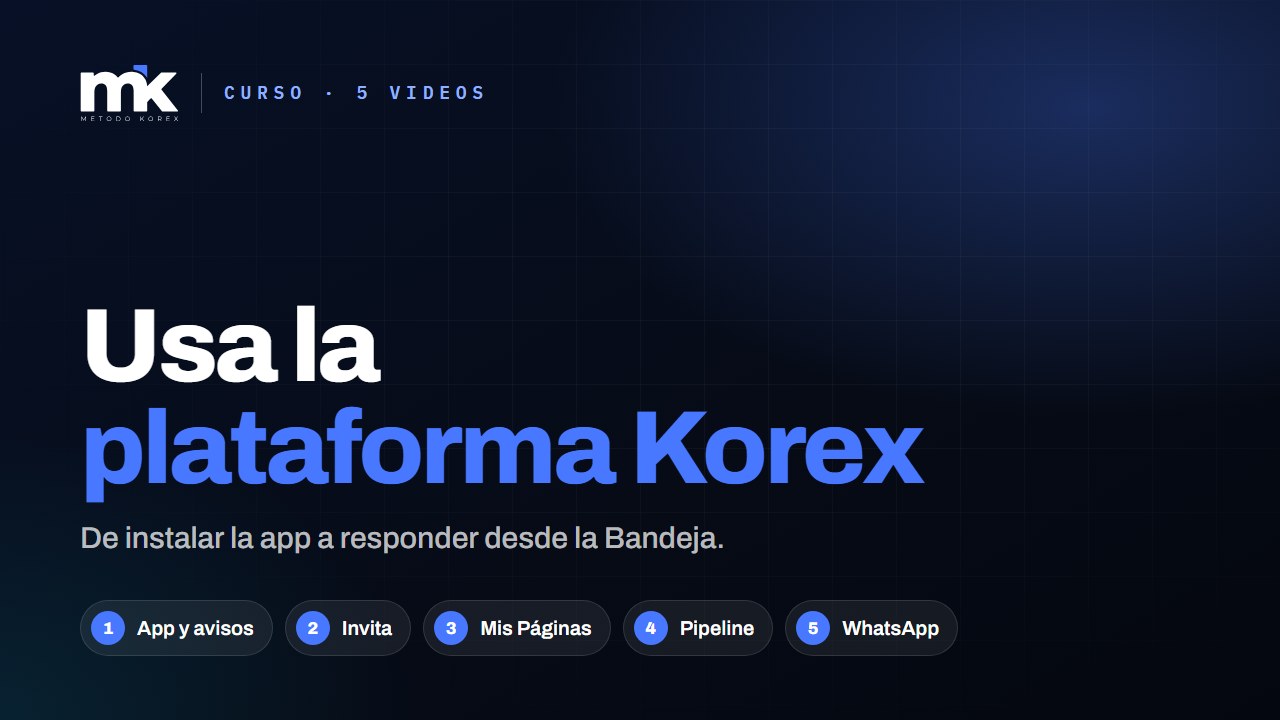 mk
METODO KOREX
CURSO · 5 VIDEOS
Usa la
plataforma Korex
De instalar la app a responder desde la Bandeja.
1 App y avisos
2 Invita
3 Mis Páginas
4 Pipeline
5 WhatsApp